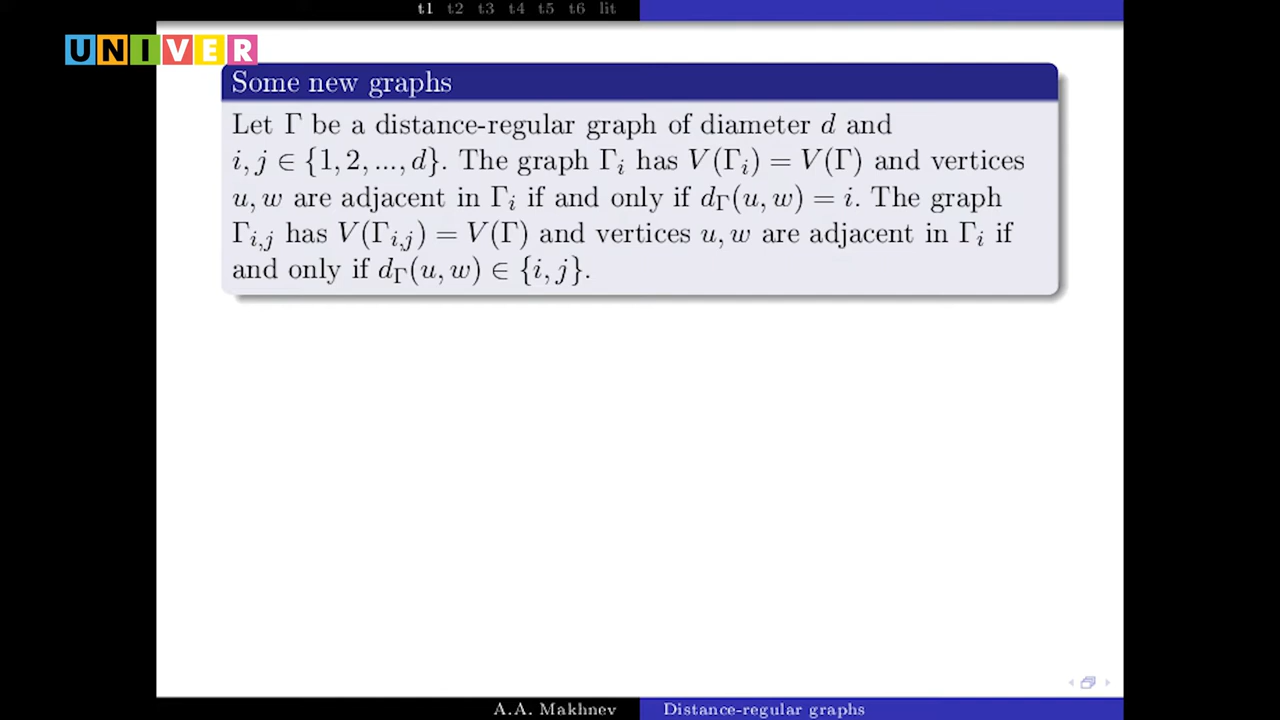 t1 t2 t3 t4 t5 t6 lit
UNIVER
Some new graphs
Let Γ be a distance-regular graph of diameter d and
i, j ∈ {1, 2, ..., d}. The graph Γ_i has V(Γ_i) = V(Γ) and vertices
u, w are adjacent in Γ_i if and only if d_Γ(u, w) = i. The graph
Γ_{i,j} has V(Γ_{i,j}) = V(Γ) and vertices u, w are adjacent in Γ_i if
and only if d_Γ(u, w) ∈ {i, j}.
A.A. Makhnev Distance-regular graphs